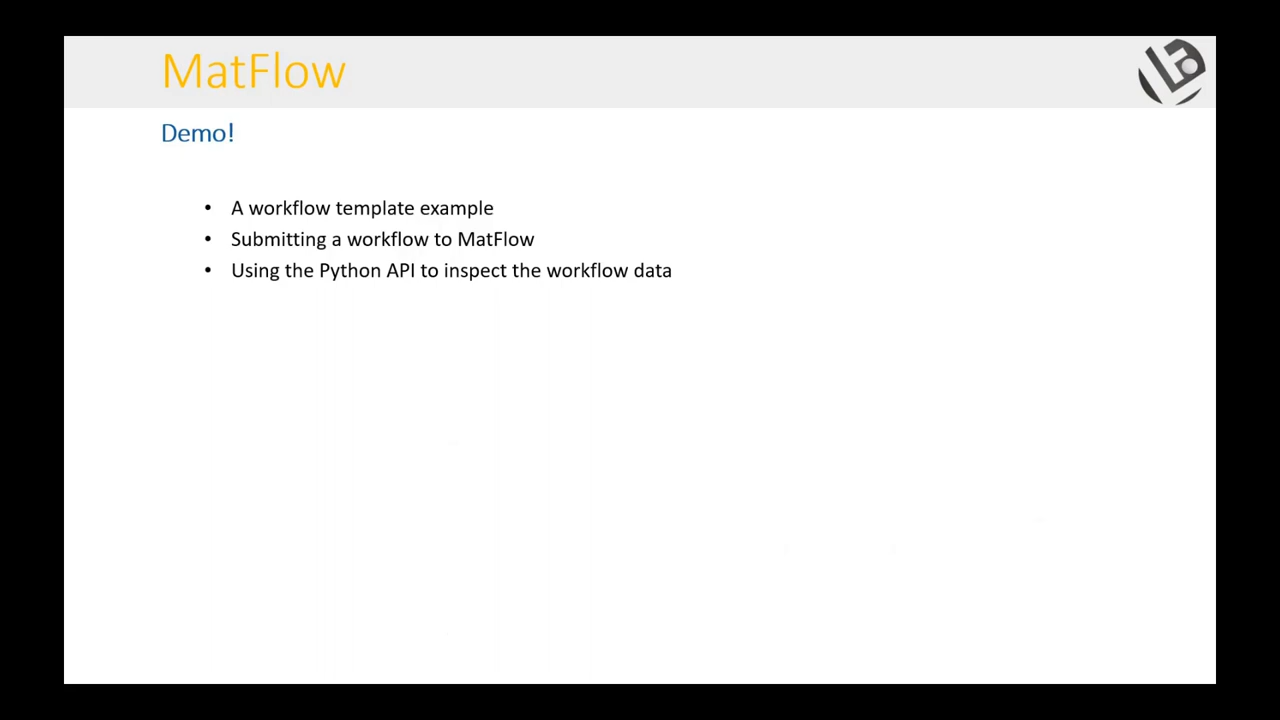 MatFlow
Demo!
• A workflow template example
• Submitting a workflow to MatFlow
• Using the Python API to inspect the workflow data